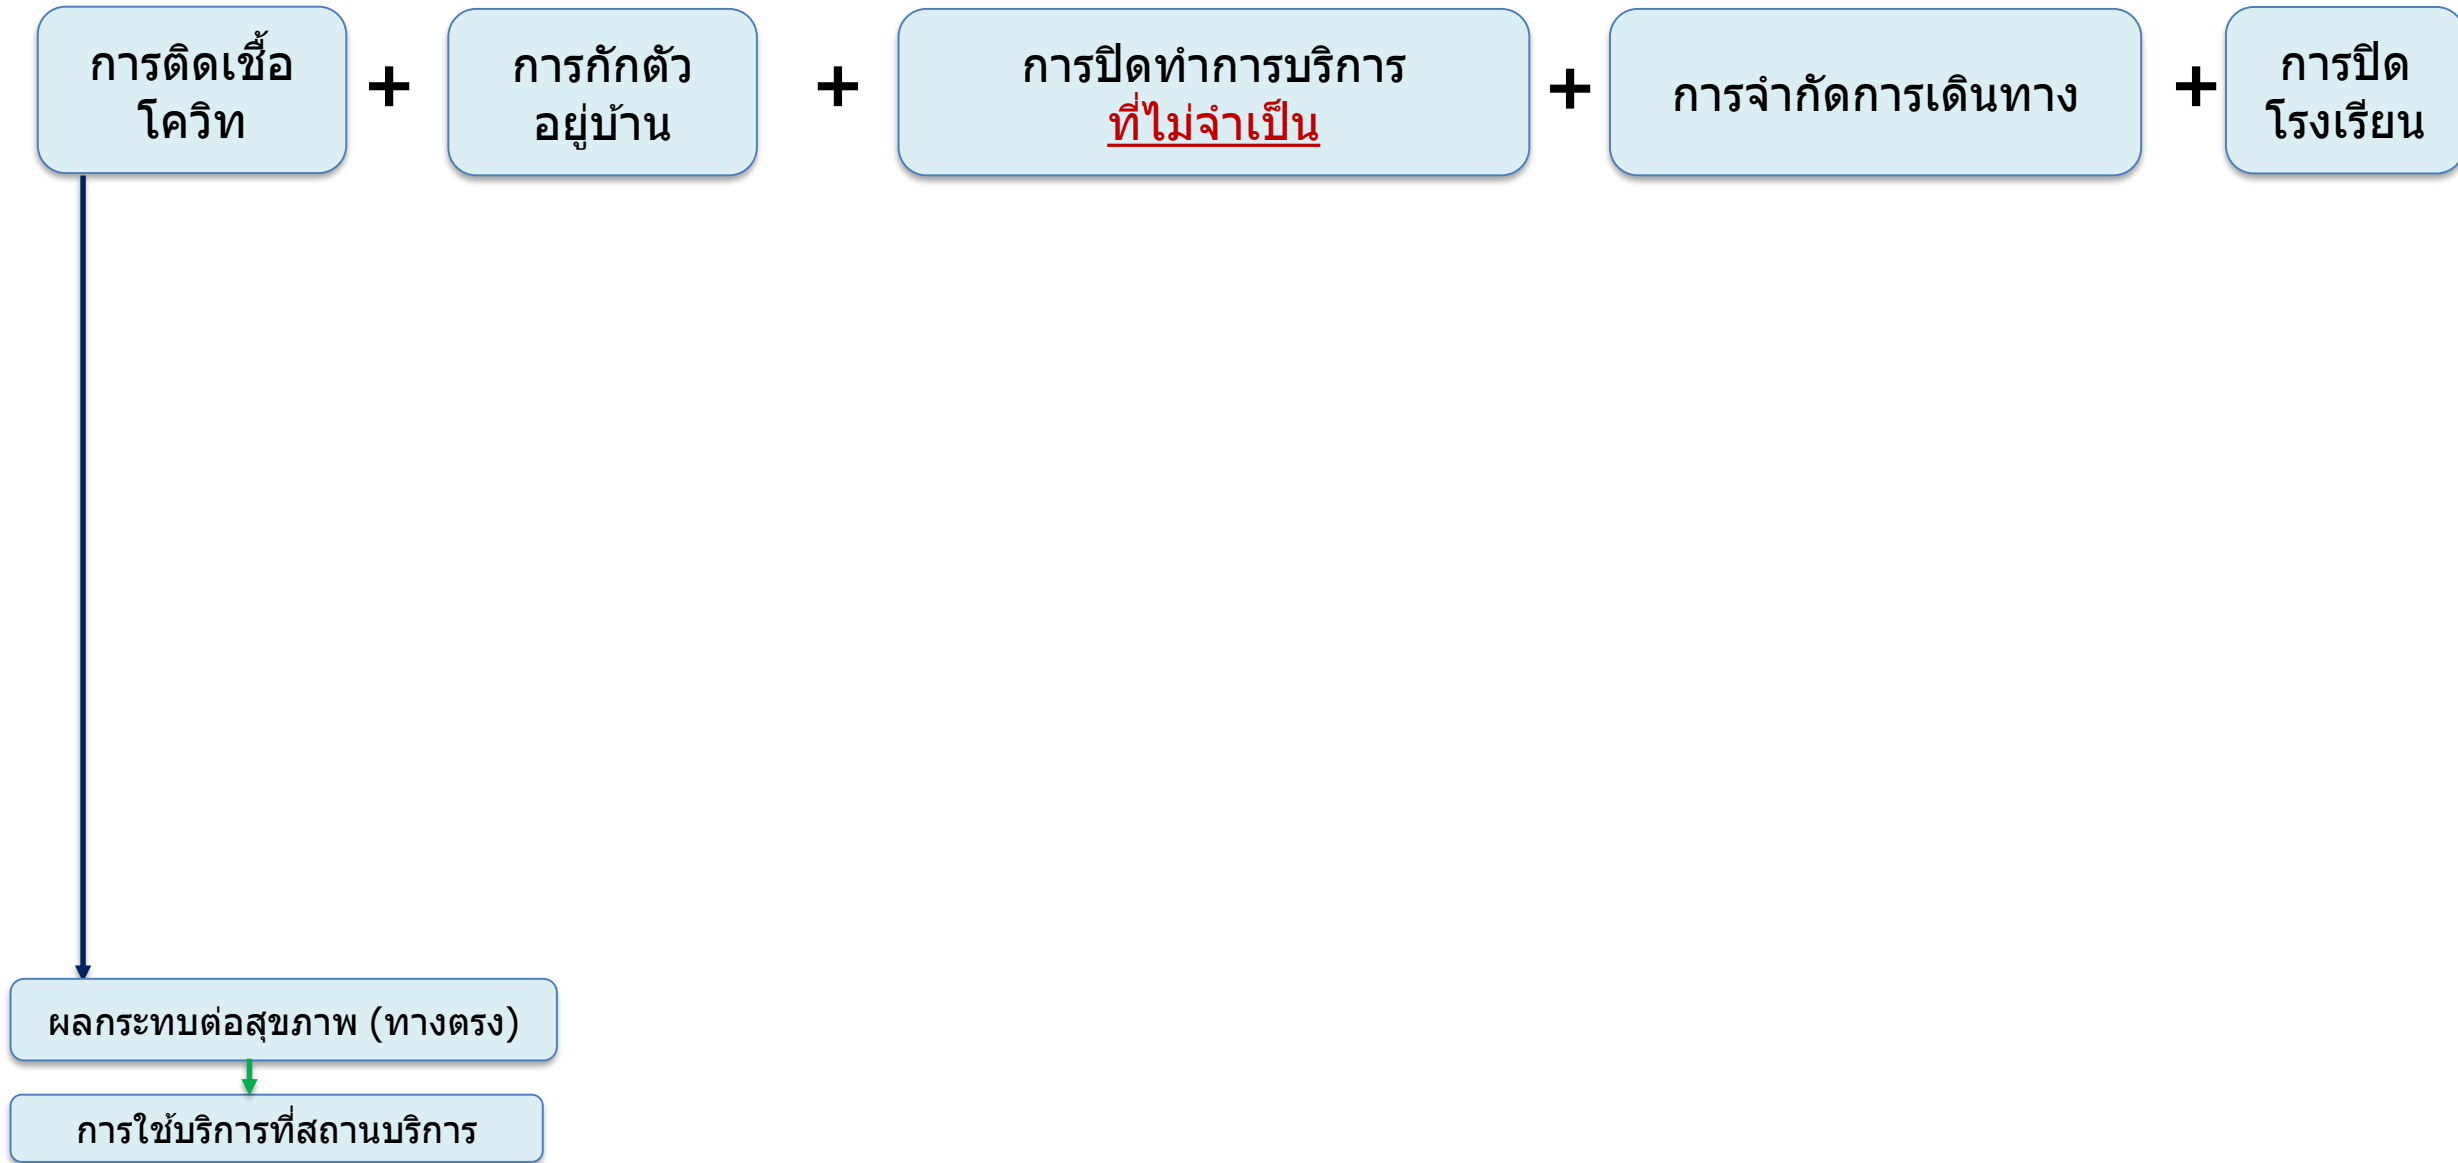 การติดเชื้อ
โควิท
+
การกักตัว
อยู่บ้าน
+
การปิดทำการบริการ
ที่ไม่จำเป็น
+
การจำกัดการเดินทาง
+
การปิด
โรงเรียน
ผลกระทบต่อสุขภาพ (ทางตรง)
การใช้บริการที่สถานบริการ